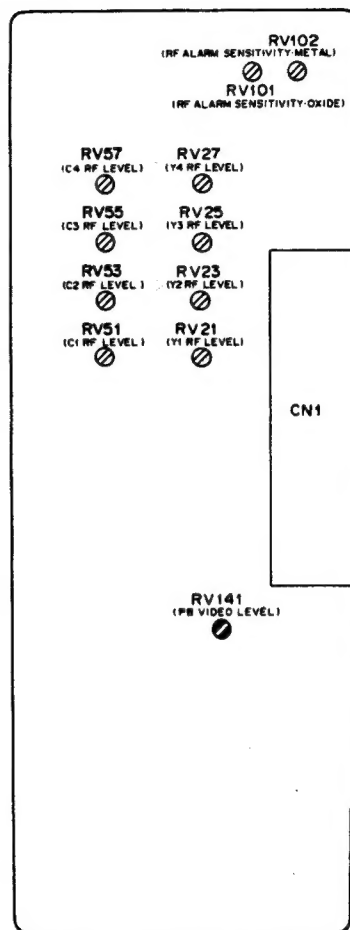 RV102
(RF ALARM SENSITIVITY-METAL)
RV101
(RF ALARM SENSITIVITY-OXIDE)
RV57 RV27
(C4 RF LEVEL) (Y4 RF LEVEL)
RV55 RV25
(C3 RF LEVEL) (Y3 RF LEVEL)
RV53 RV23
(C2 RF LEVEL) (Y2 RF LEVEL)
RV51 RV21
(C1 RF LEVEL) (Y1 RF LEVEL)
CN1
RV141
(PB VIDEO LEVEL)